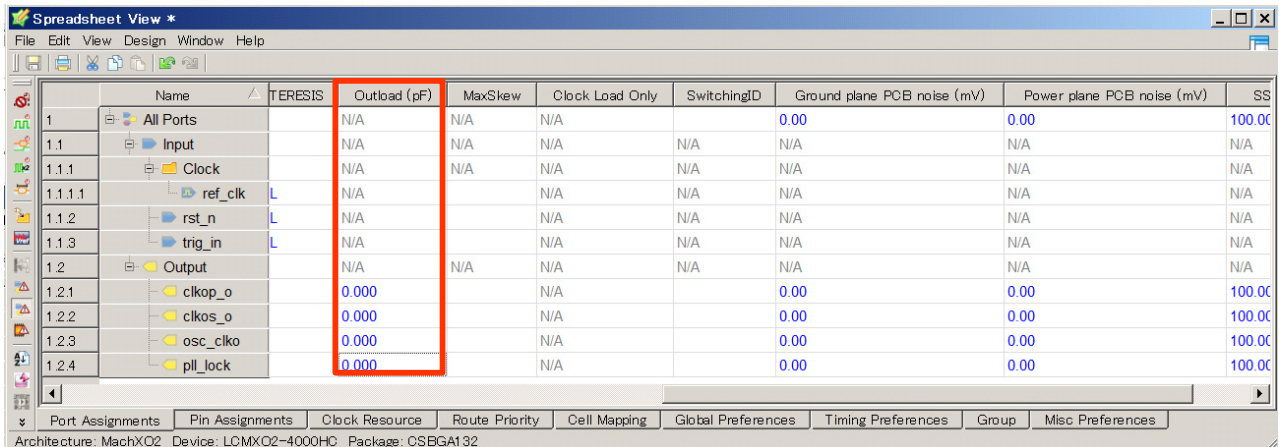 Spreadsheet View *
File Edit View Design Window Help
Name TERESIS Outload (pF) MaxSkew Clock Load Only SwitchingID Ground plane PCB noise (mV) Power plane PCB noise (mV) SS
1 All Ports N/A N/A N/A 0.00 0.00 100.00
1.1 Input N/A N/A N/A N/A N/A N/A N/A
1.1.1 Clock N/A N/A N/A N/A N/A N/A N/A
1.1.1.1 ref_clk L N/A N/A N/A N/A N/A N/A
1.1.2 rst_n L N/A N/A N/A N/A N/A N/A
1.1.3 trig_in L N/A N/A N/A N/A N/A N/A
1.2 Output N/A N/A N/A N/A N/A N/A N/A
1.2.1 clkop_o 0.000 N/A 0.00 0.00 100.00
1.2.2 clkos_o 0.000 N/A 0.00 0.00 100.00
1.2.3 osc_clko 0.000 N/A 0.00 0.00 100.00
1.2.4 pll_lock 0.000 N/A 0.00 0.00 100.00
Port Assignments Pin Assignments Clock Resource Route Priority Cell Mapping Global Preferences Timing Preferences Group Misc Preferences
Architecture: MachXO2 Device: LCMXO2-4000HC Package: CSBGA132